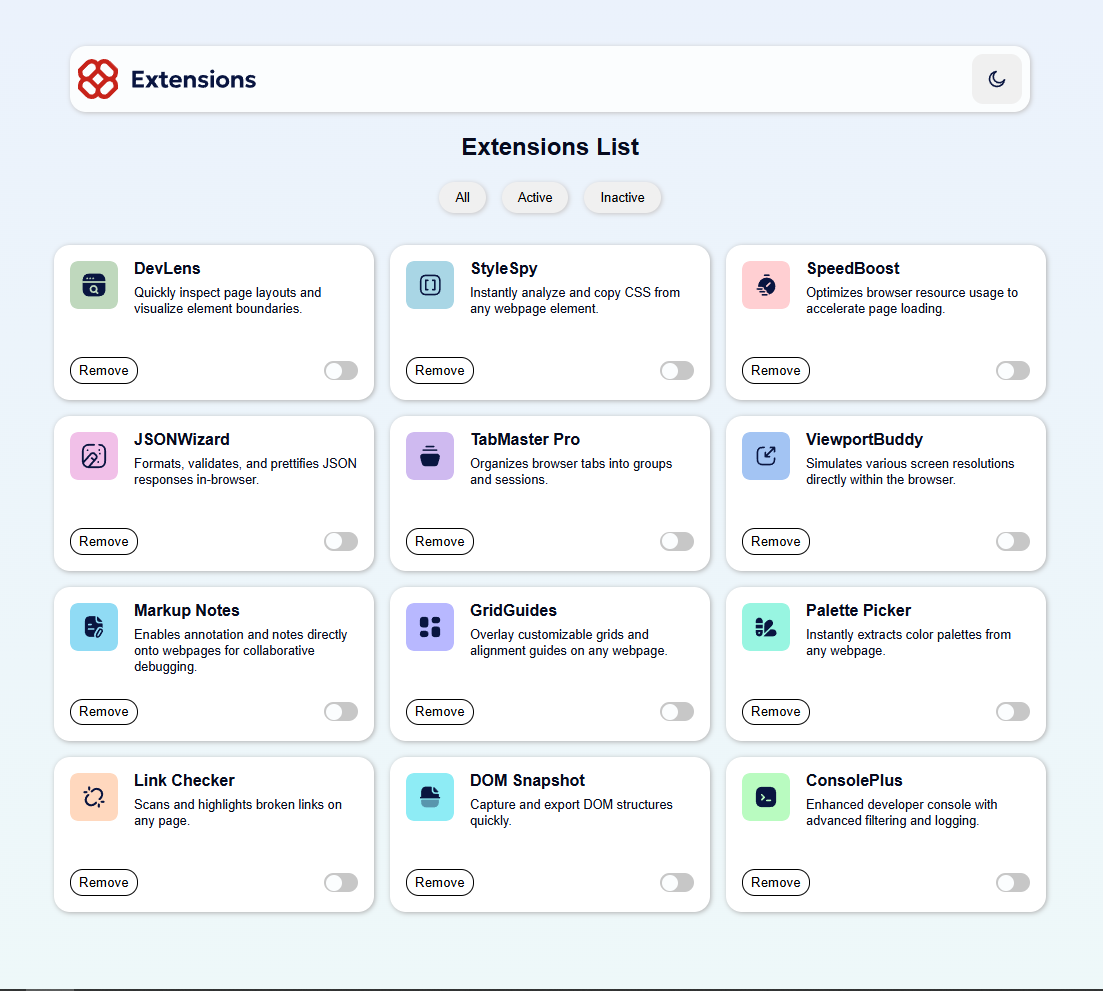 Extensions
Extensions List
All
Active
Inactive
DevLens
Quickly inspect page layouts and
visualize element boundaries.
Remove
StyleSpy
Instantly analyze and copy CSS from
any webpage element.
Remove
SpeedBoost
Optimizes browser resource usage to
accelerate page loading.
Remove
JSONWizard
Formats, validates, and prettifies JSON
responses in-browser.
Remove
TabMaster Pro
Organizes browser tabs into groups
and sessions.
Remove
ViewportBuddy
Simulates various screen resolutions
directly within the browser.
Remove
Markup Notes
Enables annotation and notes directly
onto webpages for collaborative
debugging.
Remove
GridGuides
Overlay customizable grids and
alignment guides on any webpage.
Remove
Palette Picker
Instantly extracts color palettes from
any webpage.
Remove
Link Checker
Scans and highlights broken links on
any page.
Remove
DOM Snapshot
Capture and export DOM structures
quickly.
Remove
ConsolePlus
Enhanced developer console with
advanced filtering and logging.
Remove